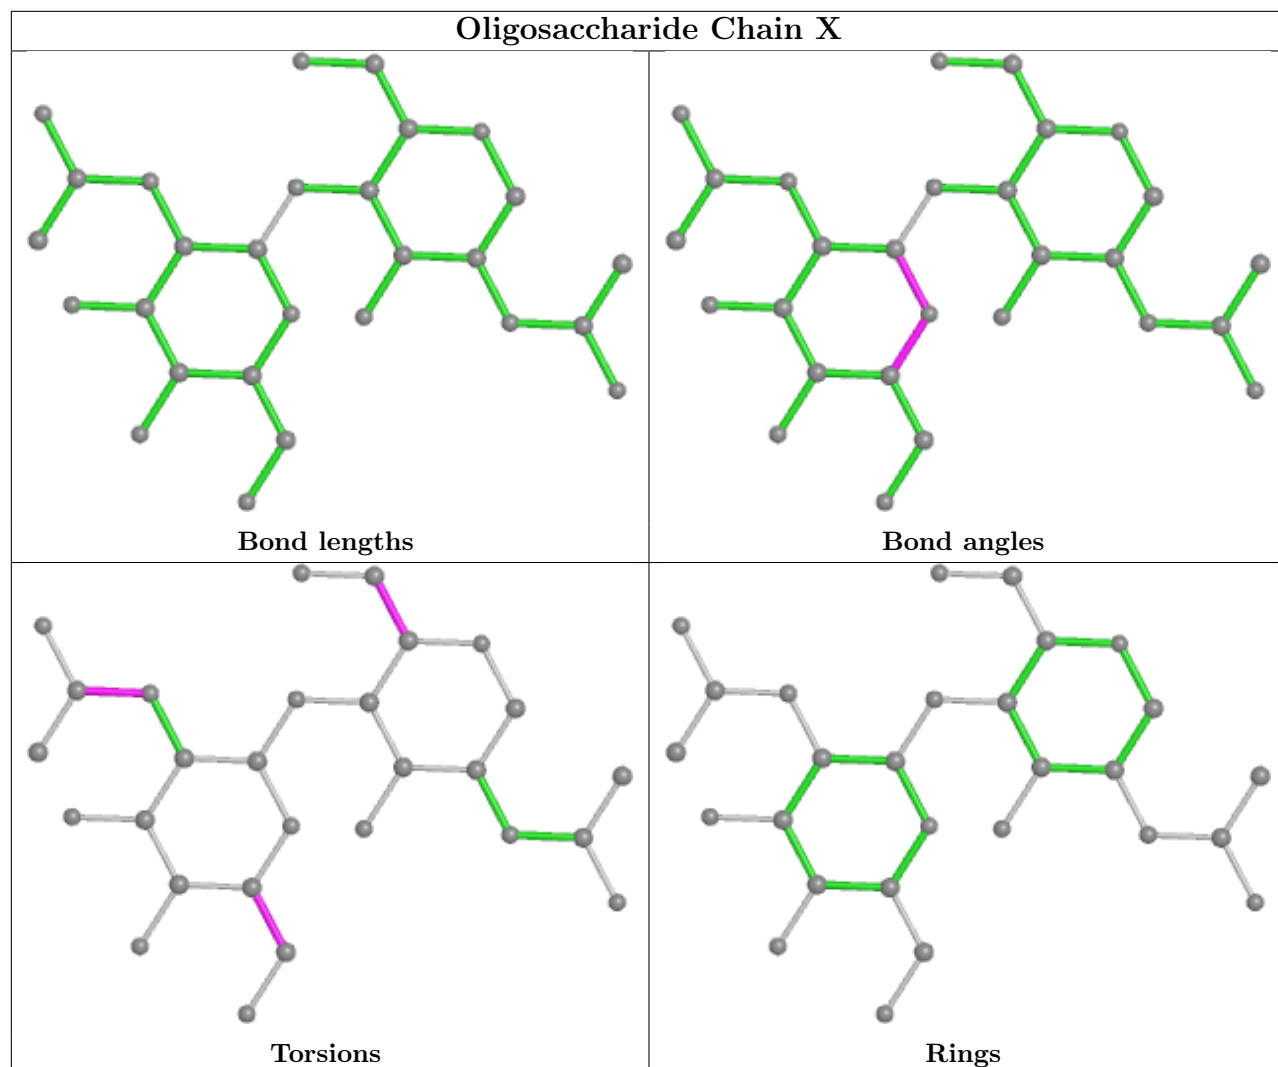 Oligosaccharide Chain X
Bond lengths
Bond angles
Torsions
Rings